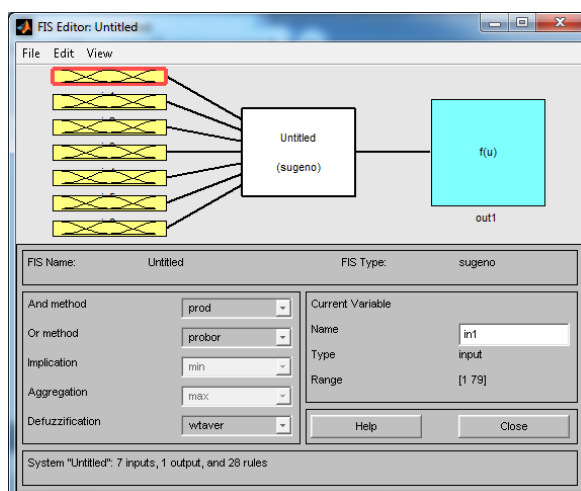 FIS Editor: Untitled
File Edit View
Untitled
(sugeno)
f(u)
out1
FIS Name: Untitled FIS Type: sugeno
And method prod
Or method probor
Implication min
Aggregation max
Defuzzification wtaver
Current Variable
Name in1
Type input
Range [1 79]
Help Close
System "Untitled": 7 inputs, 1 output, and 28 rules